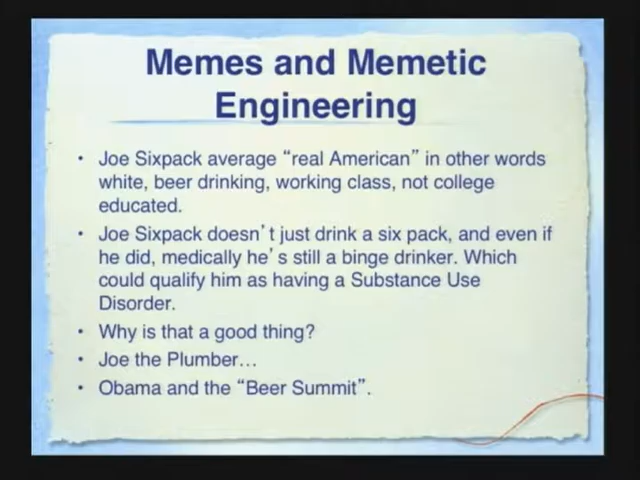 Memes and Memetic
Engineering
• Joe Sixpack average “real American” in other words
white, beer drinking, working class, not college
educated.
• Joe Sixpack doesn’t just drink a six pack, and even if
he did, medically he’s still a binge drinker. Which
could qualify him as having a Substance Use
Disorder.
• Why is that a good thing?
• Joe the Plumber…
• Obama and the “Beer Summit”.